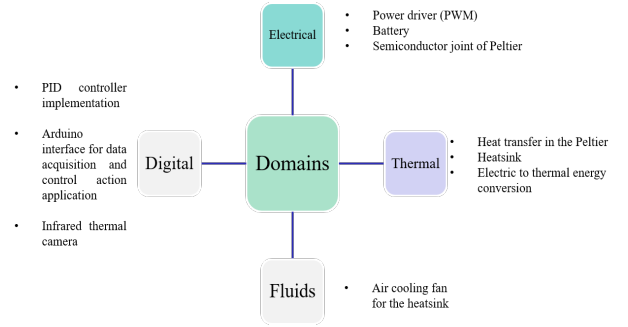 Electrical
• Power driver (PWM)
• Battery
• Semiconductor joint of Peltier
• PID controller
implementation
• Arduino
interface for data
acquisition and
control action
application
• Infrared thermal
camera
Digital
Domains
Thermal
• Heat transfer in the Peltier
• Heatsink
• Electric to thermal energy
conversion
Fluids
• Air cooling fan
for the heatsink